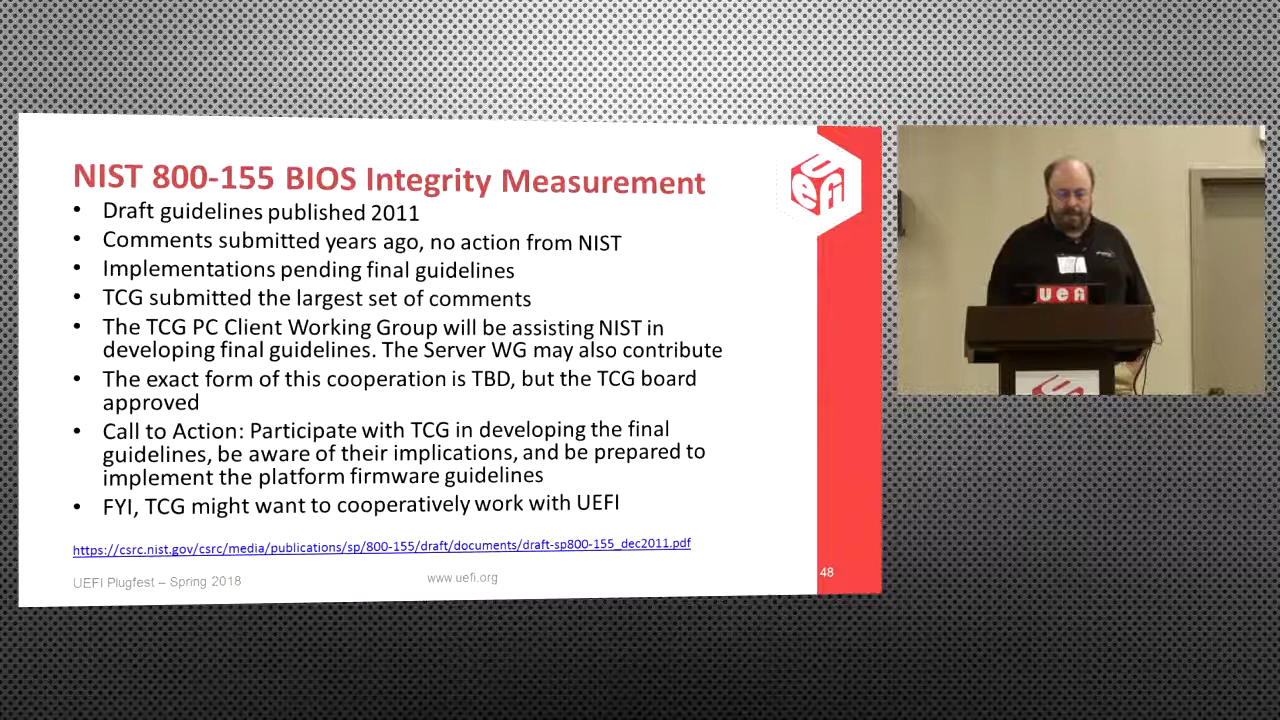 NIST 800-155 BIOS Integrity Measurement
• Draft guidelines published 2011
• Comments submitted years ago, no action from NIST
• Implementations pending final guidelines
• TCG submitted the largest set of comments
• The TCG PC Client Working Group will be assisting NIST in
developing final guidelines. The Server WG may also contribute
• The exact form of this cooperation is TBD, but the TCG board
approved
• Call to Action: Participate with TCG in developing the final
guidelines, be aware of their implications, and be prepared to
implement the platform firmware guidelines
• FYI, TCG might want to cooperatively work with UEFI
https://csrc.nist.gov/csrc/media/publications/sp/800-155/draft/documents/draft-sp800-155_dec2011.pdf
UEFI Plugfest – Spring 2018
www.uefi.org
48
UEFI
UEFI